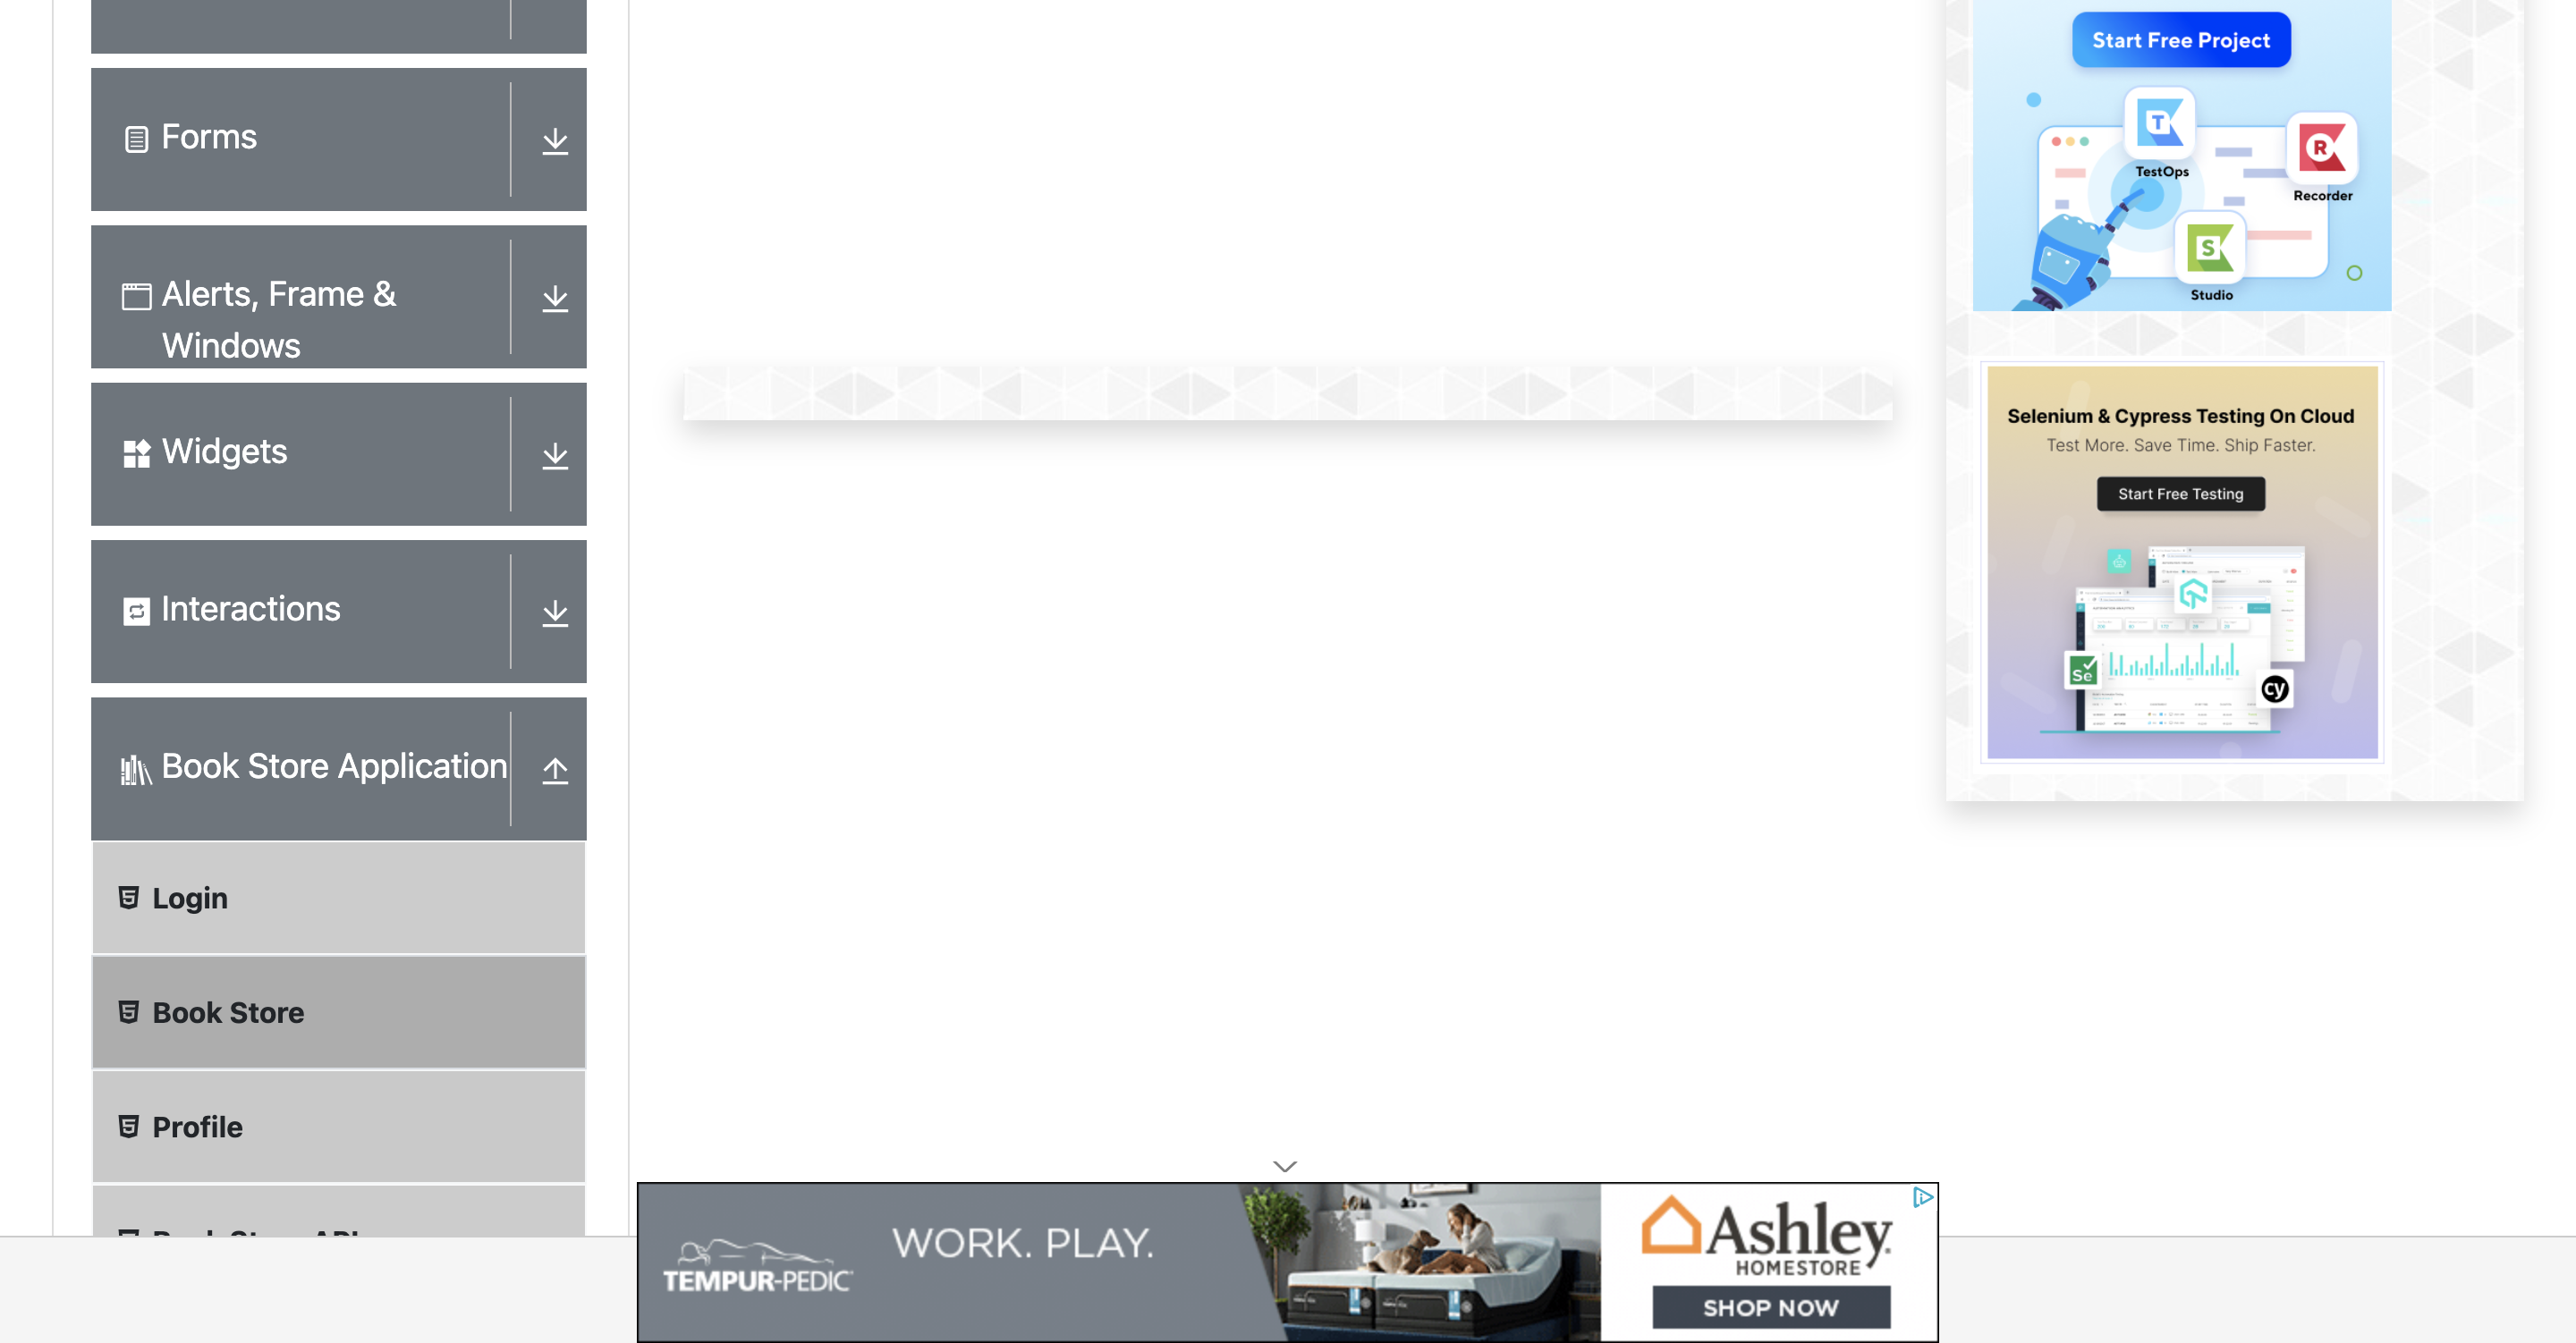 Forms
Alerts, Frame &
Windows
Widgets
Interactions
Book Store Application
Login
Book Store
Profile
Start Free Project
T
TestOps
R
Recorder
S
Studio
Selenium & Cypress Testing On Cloud
Test More. Save Time. Ship Faster.
Start Free Testing
Se
cy
TEMPUR-PEDIC
WORK. PLAY.
Ashley
HOMESTORE
SHOP NOW